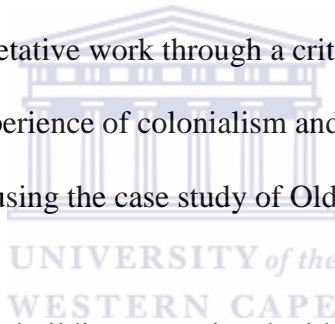 etative work through a crit
perience of colonialism and
using the case study of Old
UNIVERSITY of the
WESTERN CAPE